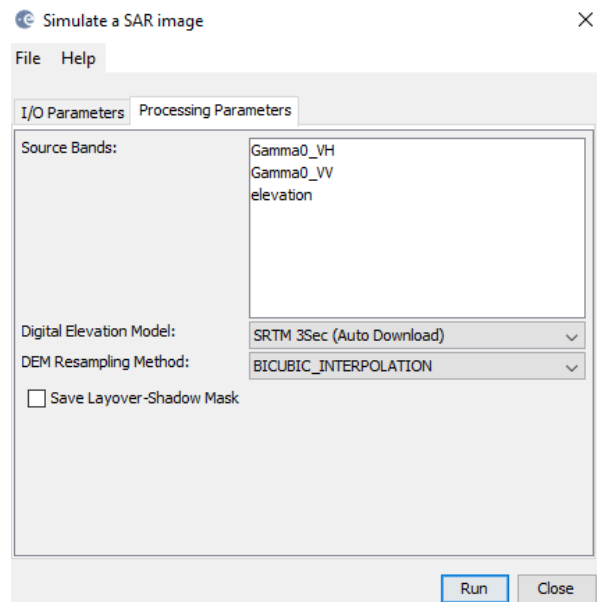 Simulate a SAR image
File Help
I/O Parameters Processing Parameters
Source Bands:
Gamma0_VH
Gamma0_VV
elevation
Digital Elevation Model: SRTM 3Sec (Auto Download)
DEM Resampling Method: BICUBIC_INTERPOLATION
Save Layover-Shadow Mask
Run Close